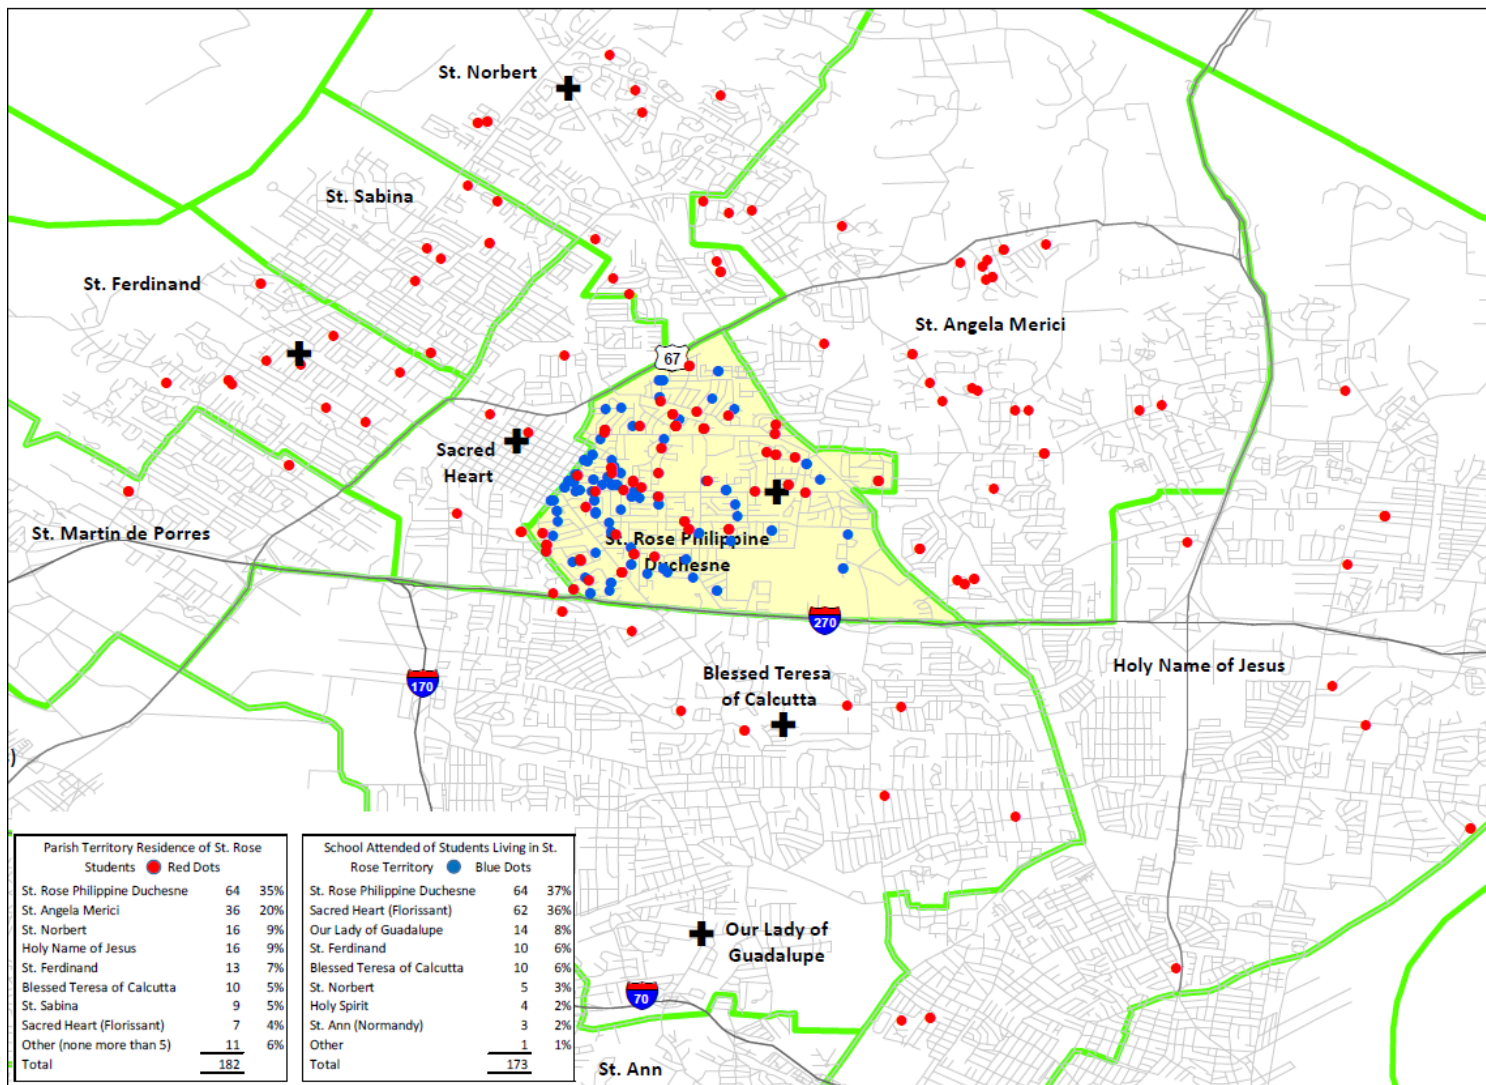 St. Norbert
St. Sabina
St. Ferdinand
St. Angela Merici
67
Sacred
Heart
St. Martin de Porres
St. Rose Philippine
Duchesne
270
Holy Name of Jesus
Blessed Teresa
of Calcutta
170
)
Our Lady of
Guadalupe
70
St. Ann
Parish Territory Residence of St. Rose
Students Red Dots
St. Rose Philippine Duchesne 64 35%
St. Angela Merici 36 20%
St. Norbert 16 9%
Holy Name of Jesus 16 9%
St. Ferdinand 13 7%
Blessed Teresa of Calcutta 10 5%
St. Sabina 9 5%
Sacred Heart (Florissant) 7 4%
Other (none more than 5) 11 6%
Total 182
School Attended of Students Living in St.
Rose Territory Blue Dots
St. Rose Philippine Duchesne 64 37%
Sacred Heart (Florissant) 62 36%
Our Lady of Guadalupe 14 8%
St. Ferdinand 10 6%
Blessed Teresa of Calcutta 10 6%
St. Norbert 5 3%
Holy Spirit 4 2%
St. Ann (Normandy) 3 2%
Other 1 1%
Total 173